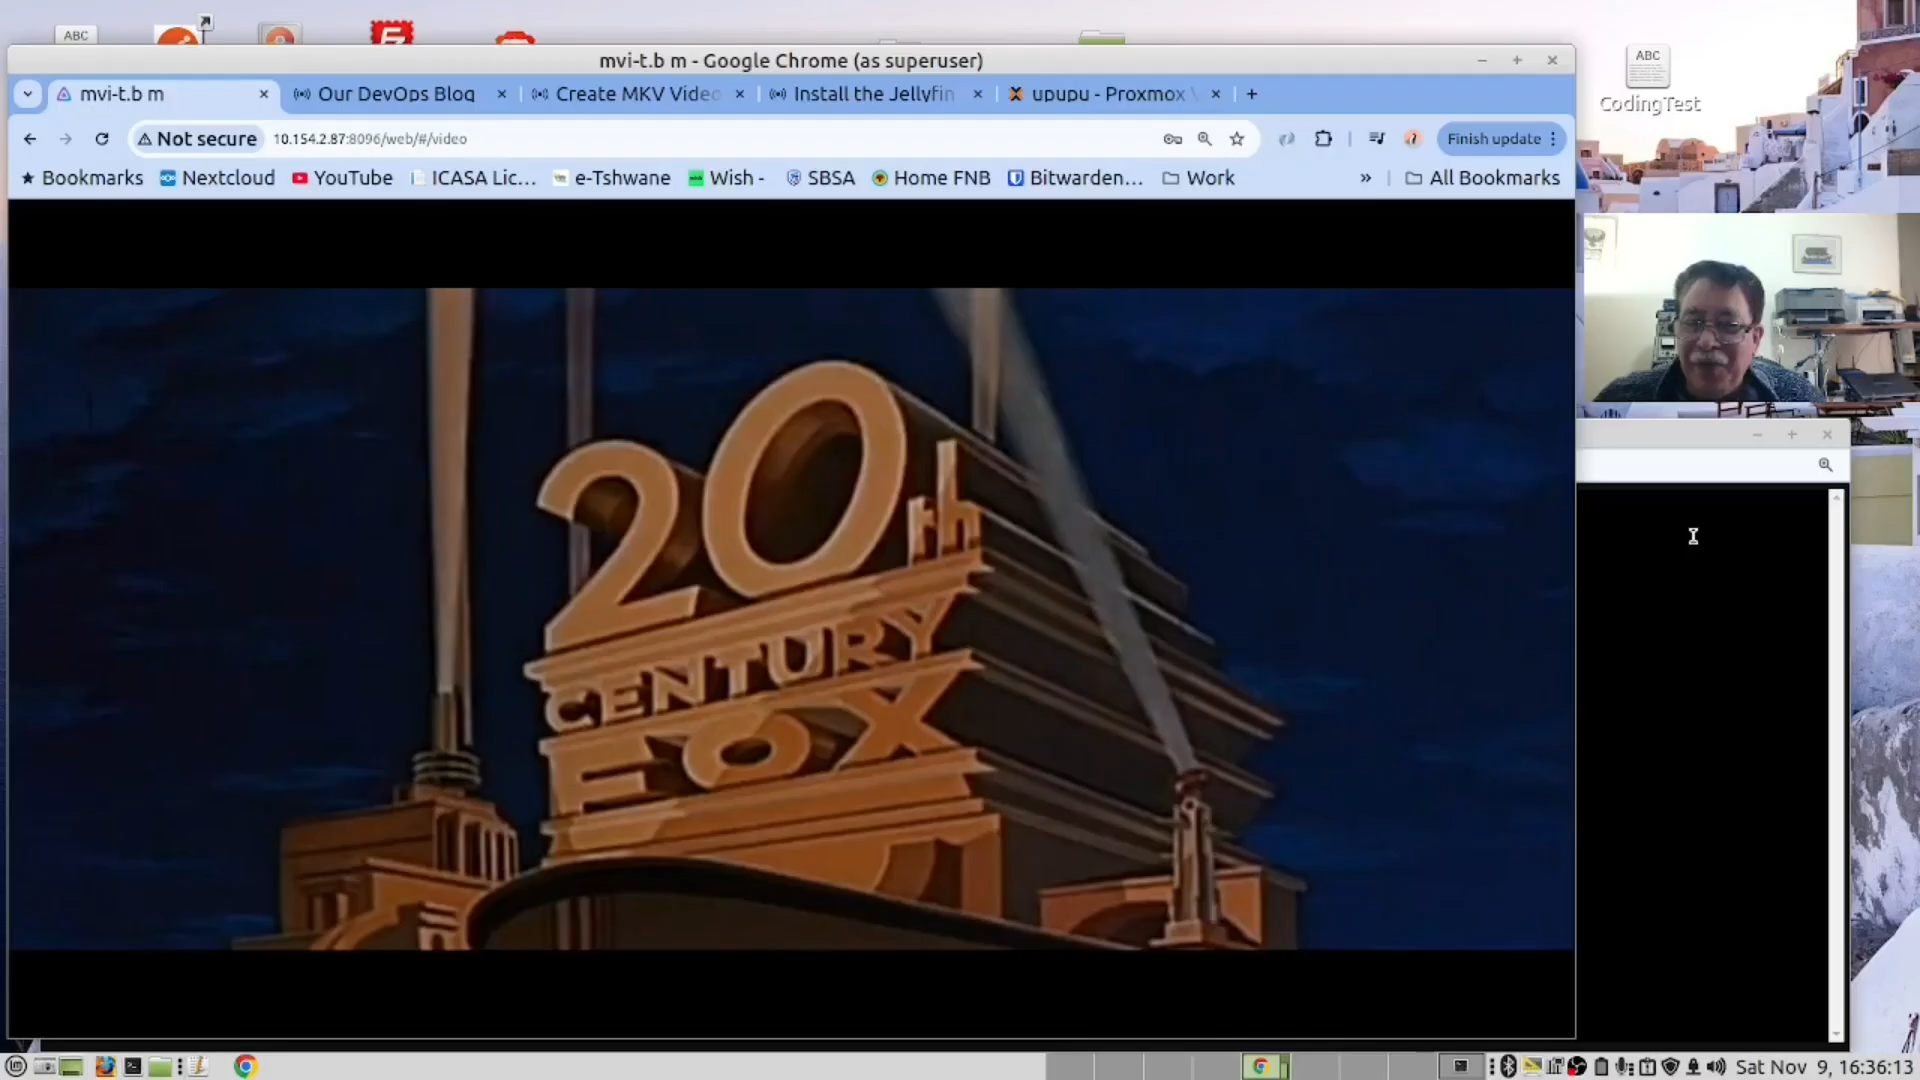 ABC
mvi-t.b m - Google Chrome (as superuser)
mvi-t.b m
Our DevOps Blog
Create MKV Video
Install the Jellyfin
upupu - Proxmox
Not secure
10.154.2.87:8096/web/#/video
Finish update
Bookmarks
Nextcloud
YouTube
ICASA Lic...
e-Tshwane
Wish -
SBSA
Home FNB
Bitwarden...
Work
»
All Bookmarks
ABC
CodingTest
20th
CENTURY
FOX
Sat Nov 9, 16:36:13